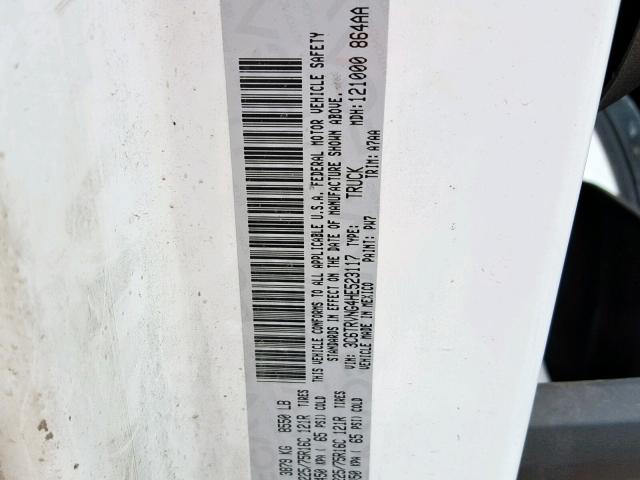 3879 KG 8550 LB
225/75R16C 121R TIRES
450 KPA ( 65 PSI) COLD
225/75R16C 121R TIRES
450 KPA ( 65 PSI) COLD
THIS VEHICLE CONFORMS TO ALL APPLICABLE U.S.A. FEDERAL MOTOR VEHICLE SAFETY
STANDARDS IN EFFECT ON THE DATE OF MANUFACTURE SHOWN ABOVE.
VIN: 3C6TRVNG4HE523117 TYPE: TRUCK MDH:121000 864AA
VEHICLE MADE IN MEXICO PAINT: PW7 TRIM: A7AA